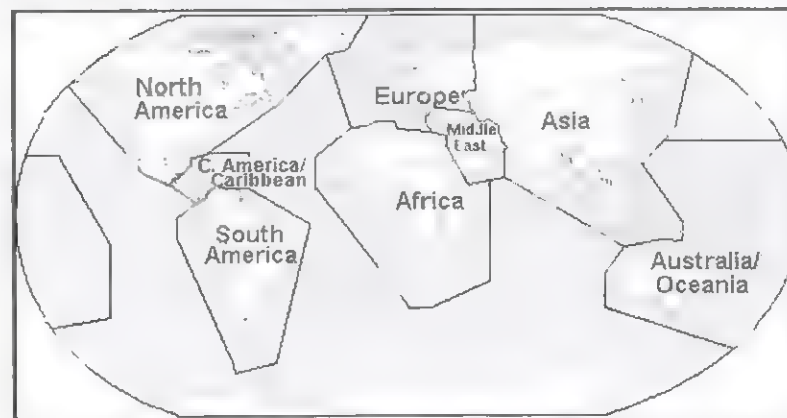 North
America
Europe
Middle
East
Asia
C. America/
Caribbean
Africa
South
America
Australia/
Oceania